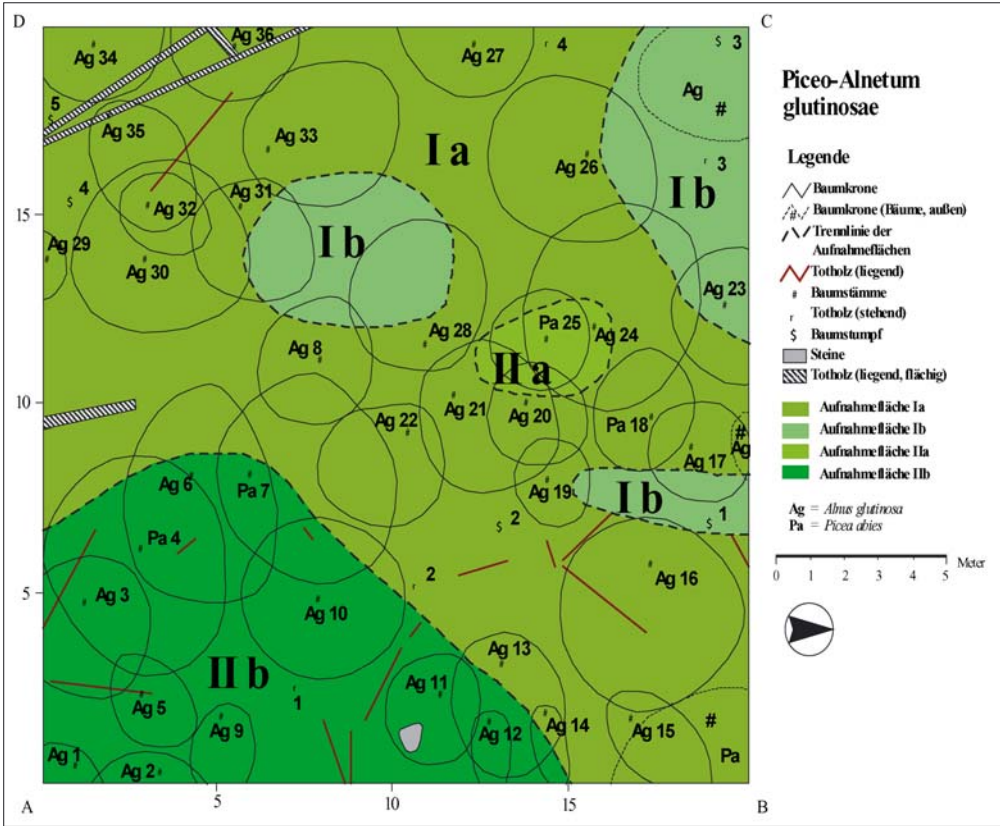 D
C
Ag 36
Ag 34
Ag 27
4
$ 3
5
$
Ag
#
Ag 35
Ag 33
I a
Ag 26
3
I b
4
$
Ag 32
Ag 31
15
I b
Ag 29
Ag 30
Ag 23
Ag 28
Pa 25
Ag 24
Ag 8
II a
10
Ag 22
Ag 21
Ag 20
Pa 18
#
Ag
Ag 17
Ag 6
Pa 7
Ag 19
I b
1
$
$ 2
Pa 4
2
Ag 16
5
Ag 3
Ag 10
Ag 13
II b
Ag 11
1
Ag 5
Ag 9
Ag 12
Ag 14
Ag 15
#
Pa
Ag 1
Ag 2
A
5
10
15
B
Piceo-Alnetum
glutinosae
Legende
Baumkrone
# Baumkrone (Bäume, außen)
Trennlinie der
Aufnahmeflächen
Totholz (liegend)
# Baumstämme
r Totholz (stehend)
$ Baumstumpf
Steine
Totholz (liegend, flächig)
Aufnahmefläche Ia
Aufnahmefläche Ib
Aufnahmefläche IIa
Aufnahmefläche IIb
Ag = Alnus glutinosa
Pa = Picea abies
0 1 2 3 4 5 Meter